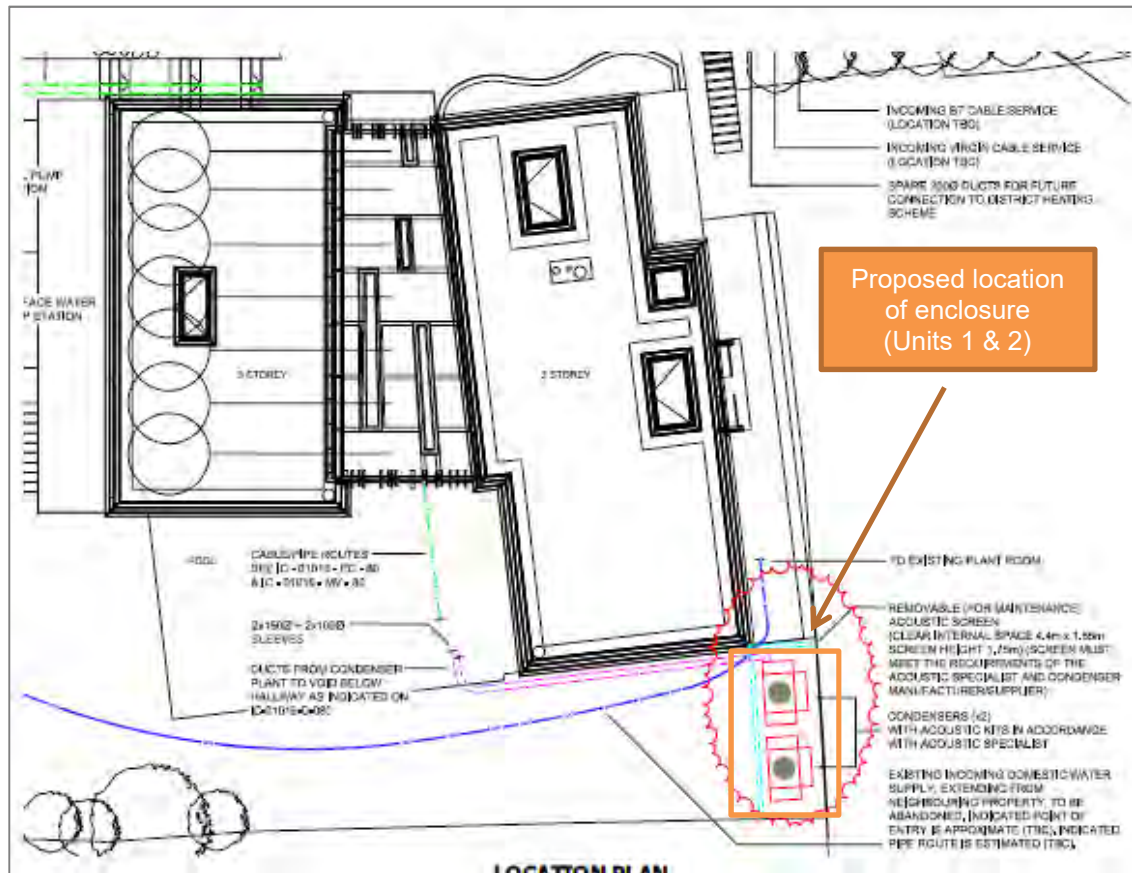 INCOMING BT CABLE SERVICE
(LOCATION TBC)
INCOMING VIRGIN CABLE SERVICE
(LOCATION TBC)
SPARE 200Ø DUCTS FOR FUTURE
CONNECTION TO DISTRICT HEATING
SCHEME
PUMP
FACE WATER
STATION
Proposed location
of enclosure
(Units 1 & 2)
3 STOREY
2 STOREY
CABLE/PIPE ROUTES
2x150Ø + 2x100Ø
SLEEVES
DUCTS FROM CONDENSER
PLANT TO VOID BELOW
HALLWAY AS INDICATED ON
TO EXISTING PLANT ROOM
REMOVABLE (FOR MAINTENANCE)
ACOUSTIC SCREEN
(CLEAR INTERNAL SPACE 4.4m x
SCREEN HEIGHT 1.75m) (SCREEN MUST
MEET THE REQUIREMENTS OF THE
ACOUSTIC SPECIALIST AND CONDENSER
MANUFACTURER/SUPPLIER)
CONDENSERS (x2)
WITH ACOUSTIC KITS IN ACCORDANCE
WITH ACOUSTIC SPECIALIST
EXISTING INCOMING DOMESTIC WATER
SUPPLY, EXTENDING FROM
NEIGHBOURING PROPERTY, TO BE
ABANDONED, INDICATED POINT OF
ENTRY IS APPROXIMATE (TBC), INDICATED
PIPE ROUTE IS ESTIMATED (TBC).
LOCATION PLAN